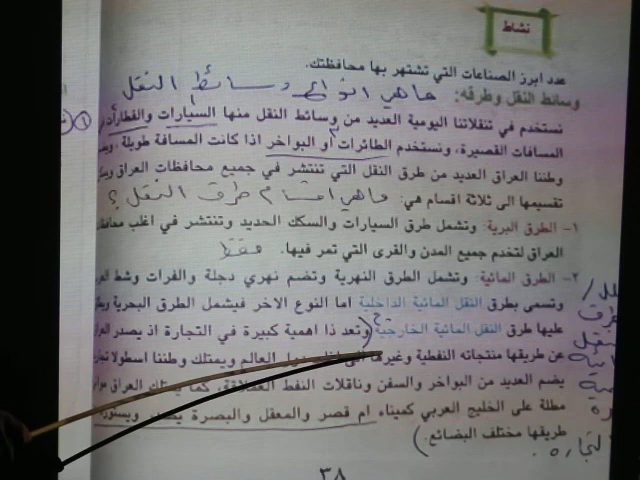 نشاط
عدد ابرز الصناعات التي تشتهر بها محافظتك.
ماهي انواع وسائط النقل
وسائط النقل وطرقه:
نستخدم في تنقلاتنا اليومية العديد من وسائط النقل منها السيارات والقطارات في
المسافات القصيرة، ونستخدم الطائرات او البواخر اذا كانت المسافة طويلة،
وطننا العراق العديد من طرق النقل التي تنتشر في جميع محافظات العراق
تقسيمها الى ثلاثة اقسام هي: ماهي اقسام طرق النقل؟
١- الطرق البرية: وتشمل طرق السيارات والسكك الحديد وتنتشر في اغلب
العراق لتخدم جميع المدن والقرى التي تمر فيها. فقط
٢- الطرق المائية: وتشمل الطرق النهرية وتضم نهري دجلة والفرات وشط
وتسمى بطرق النقل المائية الداخلية اما النوع الاخر فيشمل الطرق البحرية
عليها طرق النقل المائية الخارجية (وتعد ذا اهمية كبيرة في التجارة اذ يصدر
عن طريقها منتجاته النفطية وغيرها العالم ويمتلك وطننا اسطولا
يضم العديد من البواخر والسفن وناقلات النفط العملاقة، كما يمتلك العراق
مطلة على الخليج العربي كميناء ام قصر والمعقل والبصرة يصدر
طريقها مختلف البضائع.)
٣٨